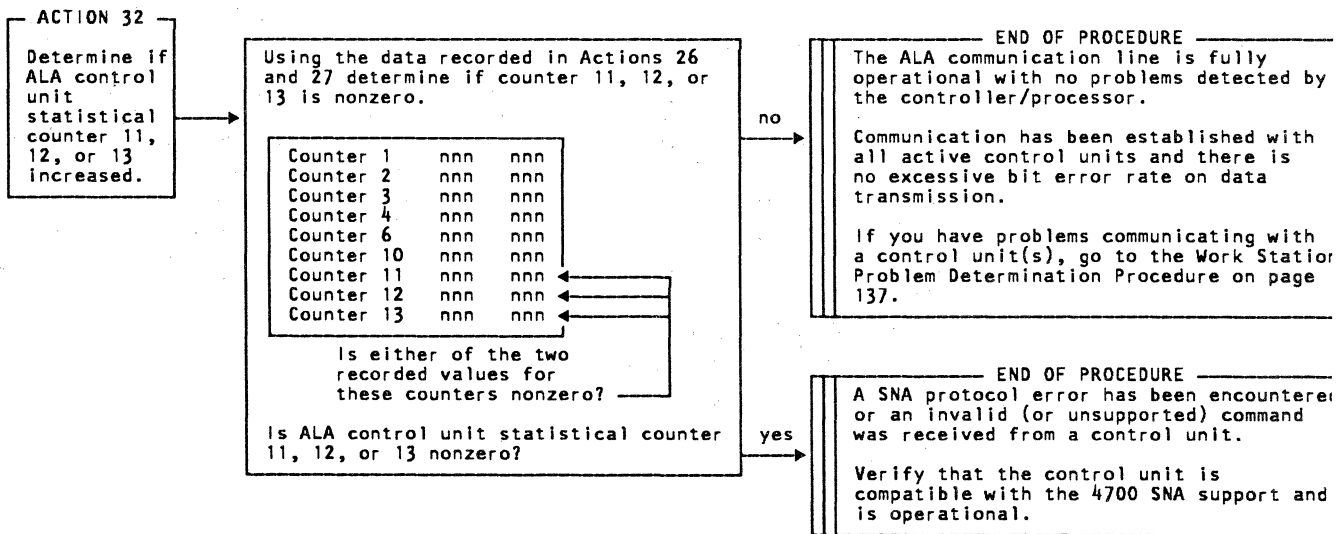 ACTION 32
Determine if
ALA control
unit
statistical
counter 11,
12, or 13
increased.
Using the data recorded in Actions 26
and 27 determine if counter 11, 12, or
13 is nonzero.
Counter 1 nnn nnn
Counter 2 nnn nnn
Counter 3 nnn nnn
Counter 4 nnn nnn
Counter 6 nnn nnn
Counter 10 nnn nnn
Counter 11 nnn nnn
Counter 12 nnn nnn
Counter 13 nnn nnn
Is either of the two
recorded values for
these counters nonzero?
Is ALA control unit statistical counter
11, 12, or 13 nonzero?
no
END OF PROCEDURE
The ALA communication line is fully
operational with no problems detected by
the controller/processor.
Communication has been established with
all active control units and there is
no excessive bit error rate on data
transmission.
If you have problems communicating with
a control unit(s), go to the Work Station
Problem Determination Procedure on page
137.
yes
END OF PROCEDURE
A SNA protocol error has been encountered
or an invalid (or unsupported) command
was received from a control unit.
Verify that the control unit is
compatible with the 4700 SNA support and
is operational.